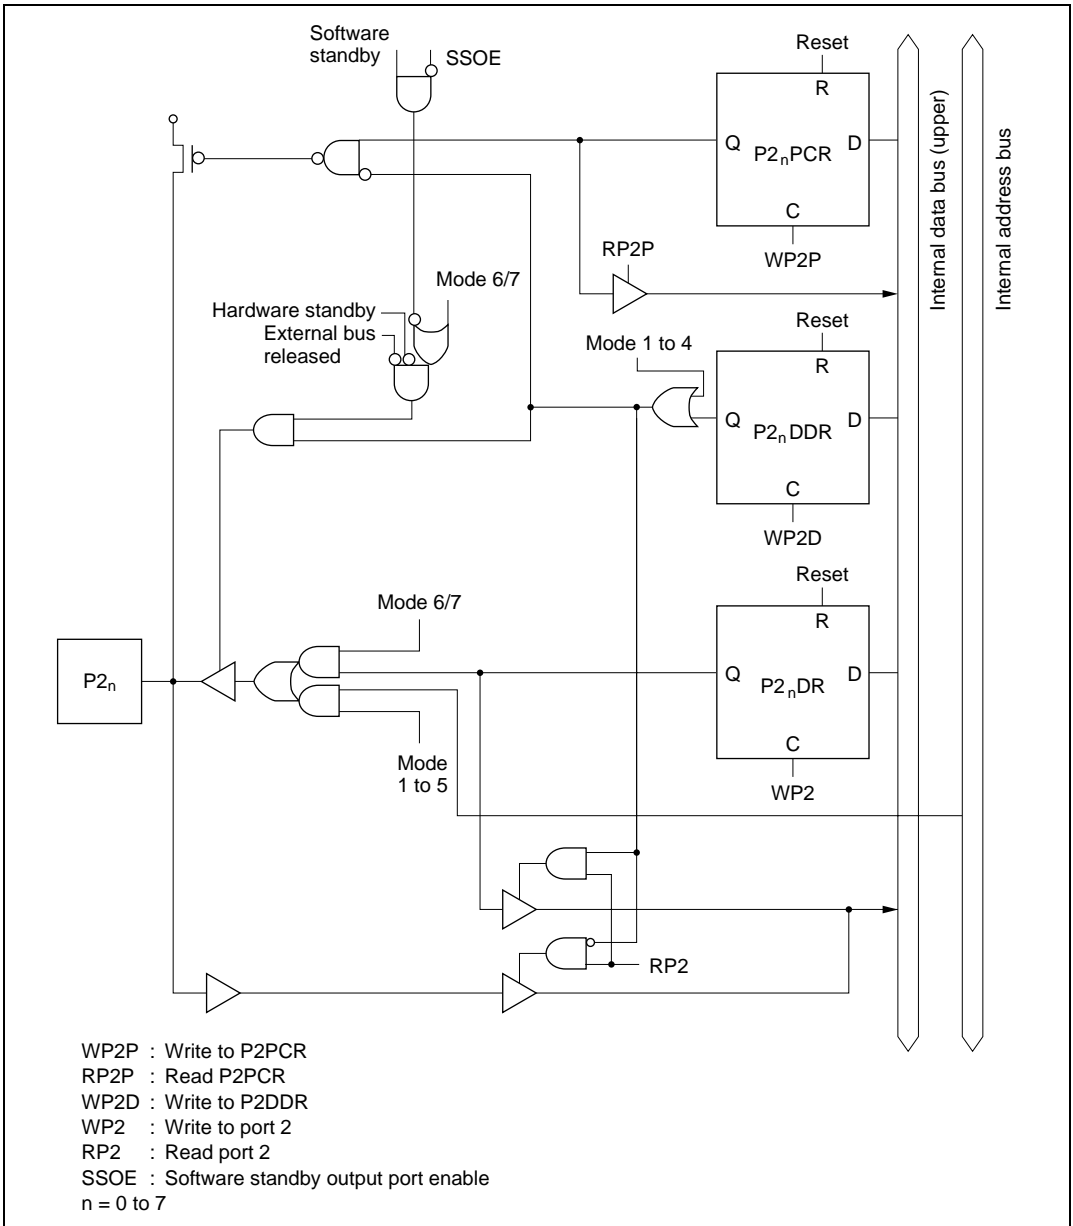 Software
standby
SSOE
Reset
R
Q
P2nPCR
D
C
WP2P
Internal data bus (upper)
Internal address bus
RP2P
Mode 6/7
Hardware standby
External bus
released
Reset
Mode 1 to 4
R
Q
P2nDDR
D
C
WP2D
Reset
Mode 6/7
R
P2n
Q
P2nDR
D
C
Mode
1 to 5
WP2
RP2
WP2P : Write to P2PCR
RP2P : Read P2PCR
WP2D : Write to P2DDR
WP2 : Write to port 2
RP2 : Read port 2
SSOE : Software standby output port enable
n = 0 to 7